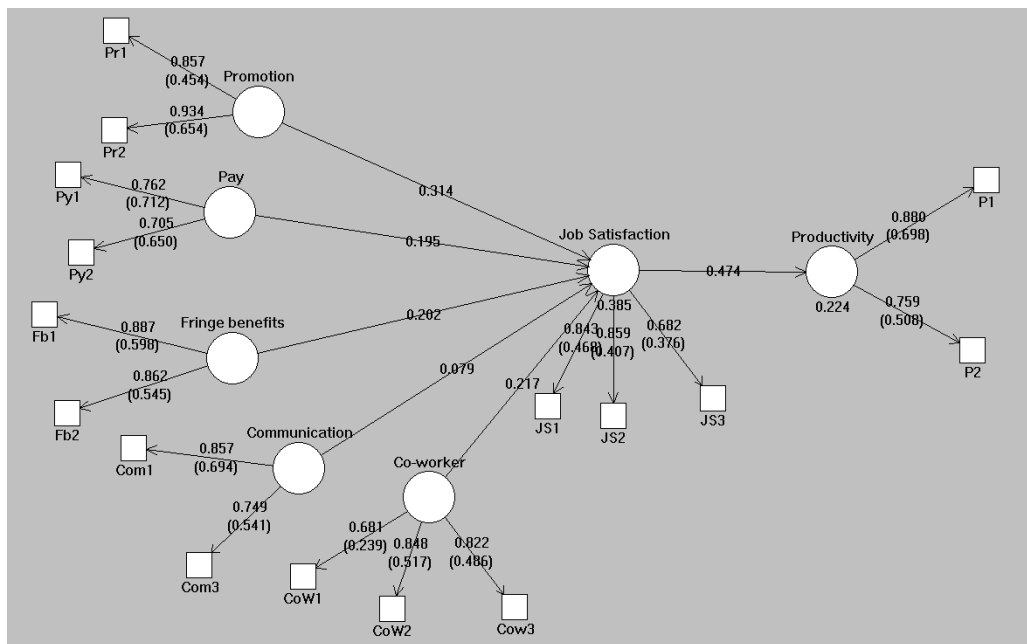 Pr1
0.857
(0.454)
Promotion
0.934
(0.654)
Pr2
Pay
Py1
0.762
(0.712)
0.314
P1
0.705
(0.650)
Py2
0.195
Job Satisfaction
Productivity
0.880
(0.698)
0.474
0.385
0.224
Fb1
0.887
(0.598)
Fringe benefits
0.202
0.862
(0.545)
Fb2
0.843
(0.468)
0.859
(0.407)
0.682
(0.376)
0.759
(0.508)
P2
0.079
0.217
JS1
JS2
JS3
Communication
Com1
0.857
(0.694)
Co-worker
0.749
(0.541)
Com3
0.681
(0.239)
0.848
(0.517)
0.822
(0.486)
CoW1
CoW2
Cow3